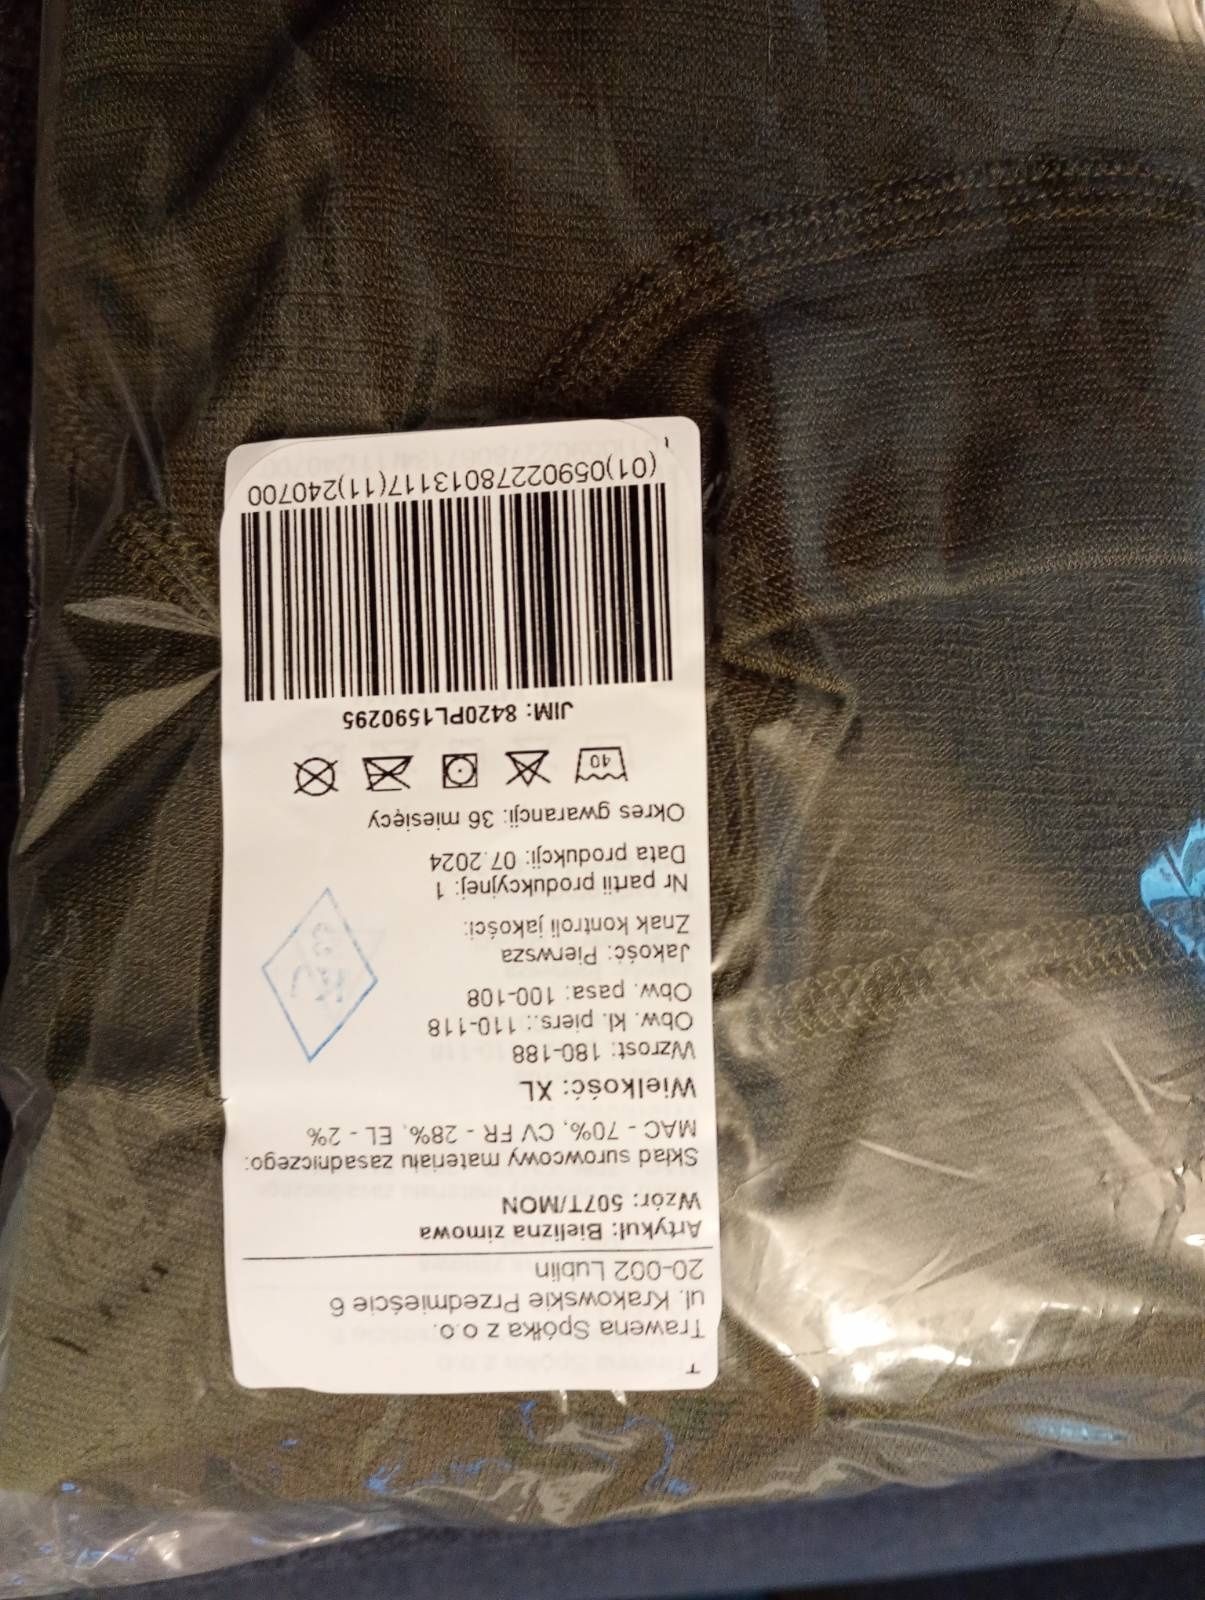 Trawena Spółka z o.o.
ul. Krakowskie Przedmieście 6
20-002 Lublin
Artykuł: Bielizna zimowa
Wzór: 507T/MON
Skład surowcowy materiału zasadniczego:
MAC - 70%, CV FR - 28%, EL - 2%
Wielkość: XL
Wzrost: 180-188
Obw. kl. piers.: 110-118
Obw. pasa: 100-108
Jakość: Pierwsza
Znak kontroli jakości:
Nr partii produkcyjnej: 1
Data produkcji: 07.2024
Okres gwarancji: 36 miesięcy
40
JIM: 8420PL1590295
(01)05902278013117(11)240700